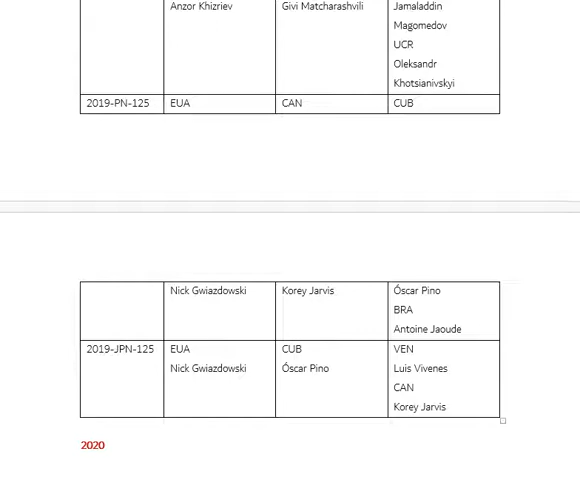 Anzor Khizriev Givi Matcharashvili Jamaladdin
Magomedov
UCR
Oleksandr
Khotsianivskyi
2019-PN-125 EUA CAN CUB
Nick Gwiazdowski Korey Jarvis Óscar Pino
BRA
Antoine Jaoude
2019-JPN-125 EUA CUB VEN
Nick Gwiazdowski Óscar Pino Luis Vivenes
CAN
Korey Jarvis
2020